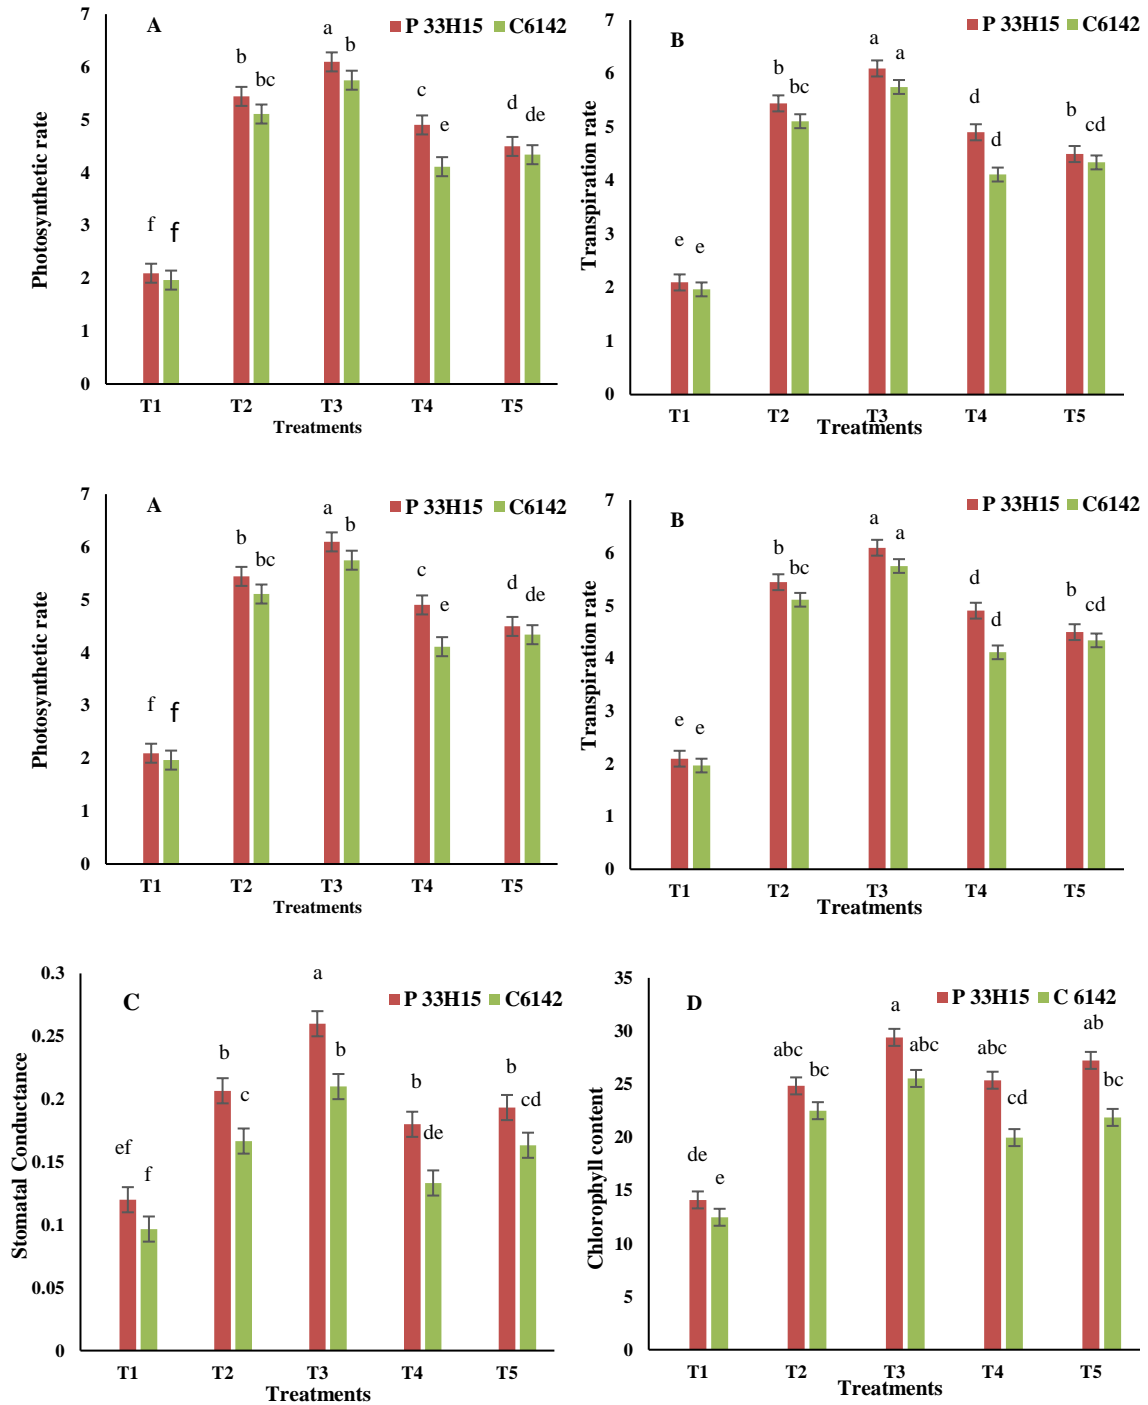 A
P 33H15 C6142
7
6
5
4
3
2
1
0
Photosynthetic rate
f f b bc a b c e d de
T1 T2 T3 T4 T5
Treatments
B
P 33H15 C6142
7
6
5
4
3
2
1
0
Transpiration rate
e e b bc a a d d b cd
T1 T2 T3 T4 T5
Treatments
A
P 33H15 C6142
7
6
5
4
3
2
1
0
Photosynthetic rate
f f b bc a b c e d de
T1 T2 T3 T4 T5
Treatments
B
P 33H15 C6142
7
6
5
4
3
2
1
0
Transpiration rate
e e b bc a a d d b cd
T1 T2 T3 T4 T5
Treatments
C
P 33H15 C6142
0.3
0.25
0.2
0.15
0.1
0.05
0
Stomatal Conductance
ef f b c a b b de b cd
T1 T2 T3 T4 T5
Treatments
D
P 33H15 C 6142
35
30
25
20
15
10
5
0
Chlorophyll content
de e abc bc a abc abc cd ab bc
T1 T2 T3 T4 T5
Treatments